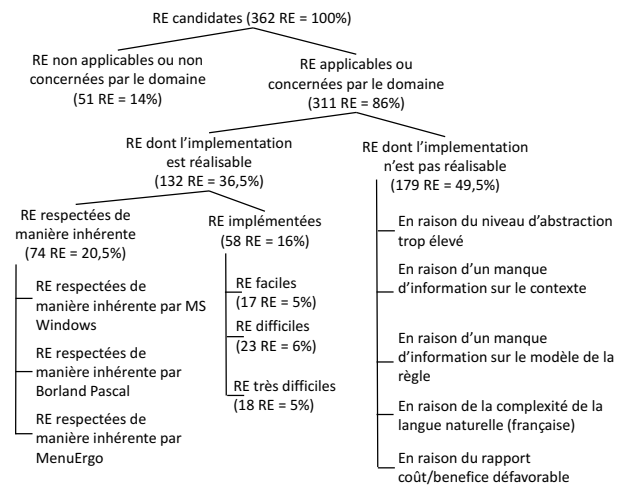 RE candidates (362 RE = 100%)
RE non applicables ou non
concernées par le domaine
(51 RE = 14%)
RE applicables ou
concernées par le domaine
(311 RE = 86%)
RE dont l’implementation
est réalisable
(132 RE = 36,5%)
RE dont l’implementation
n’est pas réalisable
(179 RE = 49,5%)
RE respectées de
manière inhérente
(74 RE = 20,5%)
RE respectées de
manière inhérente par MS
Windows
RE respectées de
manière inhérente par
Borland Pascal
RE respectées de
manière inhérente par
MenuErgo
RE implémentées
(58 RE = 16%)
RE faciles
(17 RE = 5%)
RE difficiles
(23 RE = 6%)
RE très difficiles
(18 RE = 5%)
En raison du niveau d’abstraction
trop élevé
En raison d’un manque
d’information sur le contexte
En raison d’un manque
d’information sur le modèle de la
règle
En raison de la complexité de la
langue naturelle (française)
En raison du rapport
coût/benefice défavorable